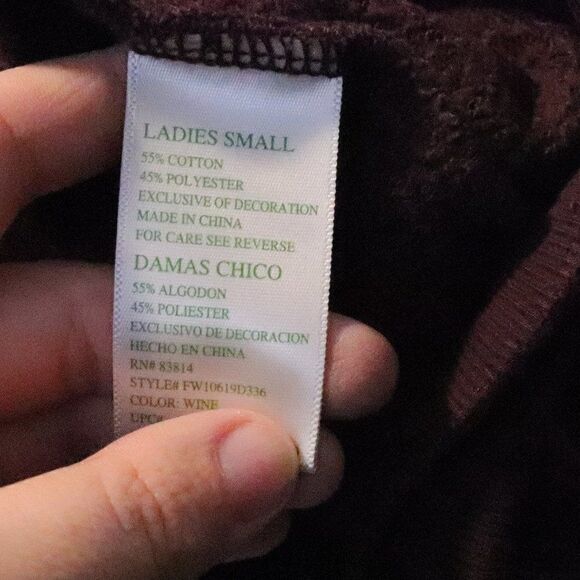 LADIES SMALL
55% COTTON
45% POLYESTER
EXCLUSIVE OF DECORATION
MADE IN CHINA
FOR CARE SEE REVERSE
DAMAS CHICO
55% ALGODON
45% POLIESTER
EXCLUSIVO DE DECORACION
HECHO EN CHINA
RN# 83814
STYLE# FW10619D336
COLOR: WINE
UPC#